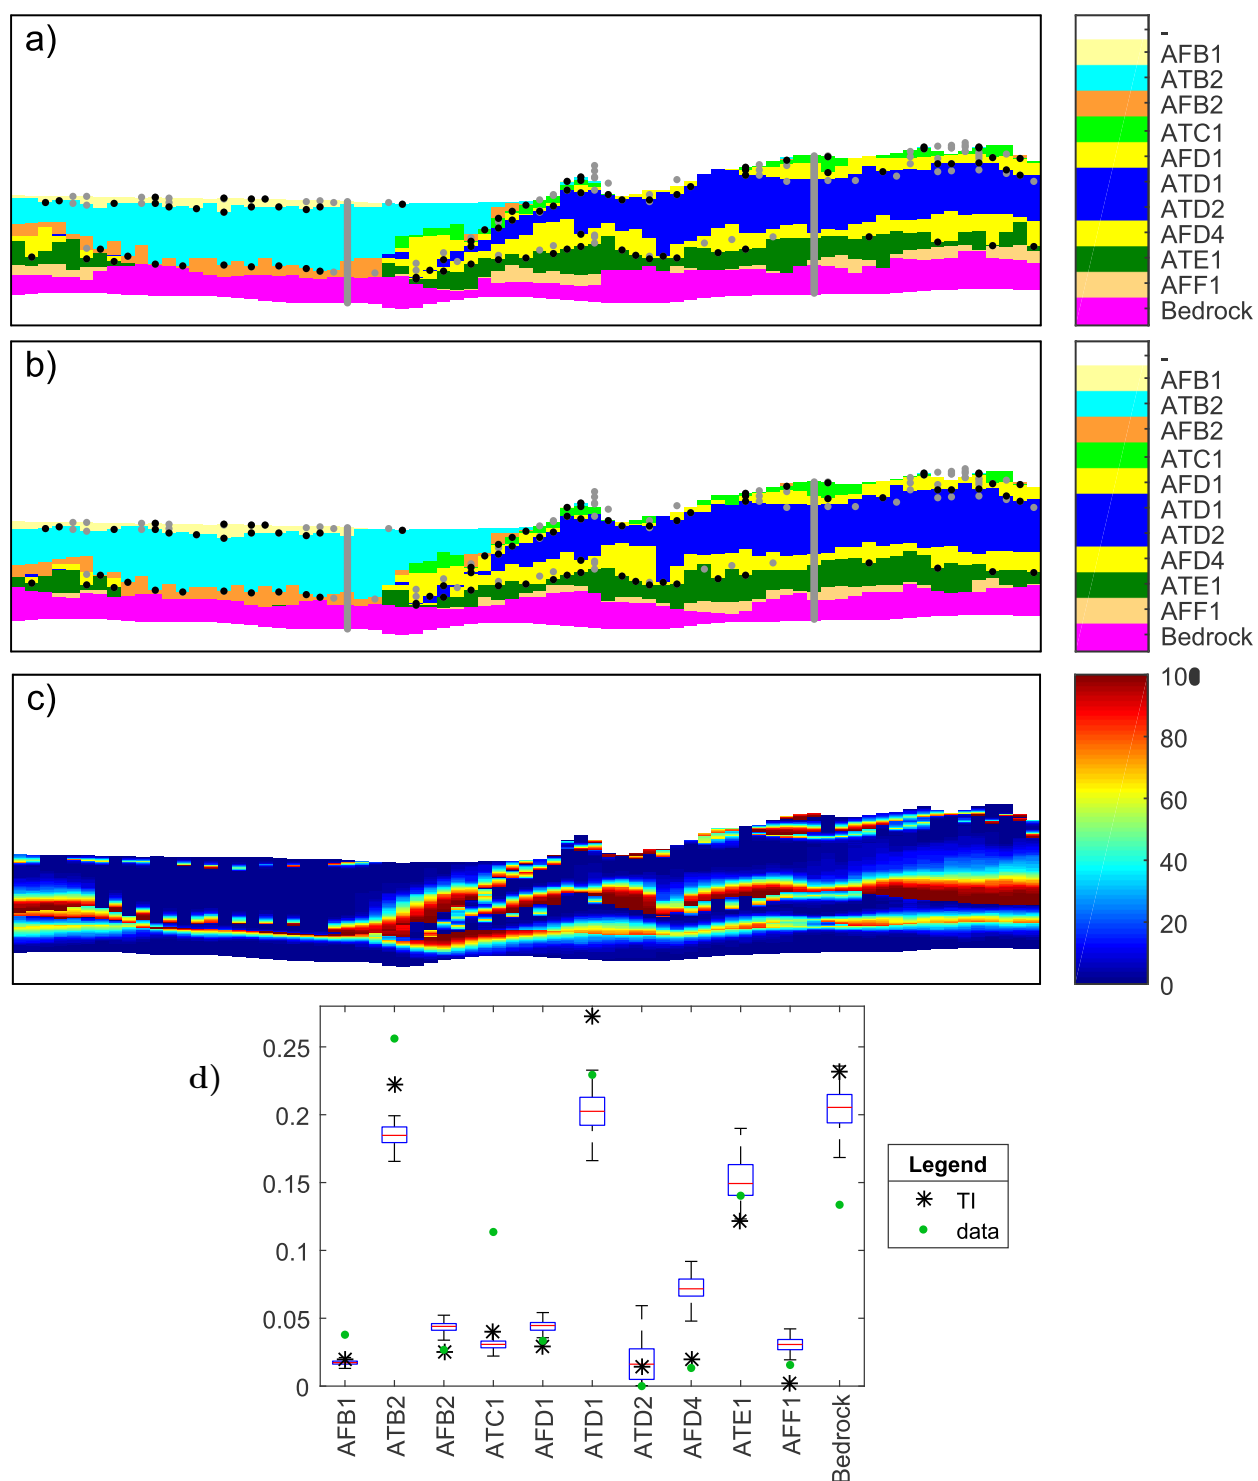 a)
-
AFB1
ATB2
AFB2
ATC1
AFD1
ATD1
ATD2
AFD4
ATE1
AFF1
Bedrock
b)
-
AFB1
ATB2
AFB2
ATC1
AFD1
ATD1
ATD2
AFD4
ATE1
AFF1
Bedrock
c)
100
80
60
40
20
0
d)
0.25
0.2
0.15
0.1
0.05
0
AFB1
ATB2
AFB2
ATC1
AFD1
ATD1
ATD2
AFD4
ATE1
AFF1
Bedrock
Legend
TI
data